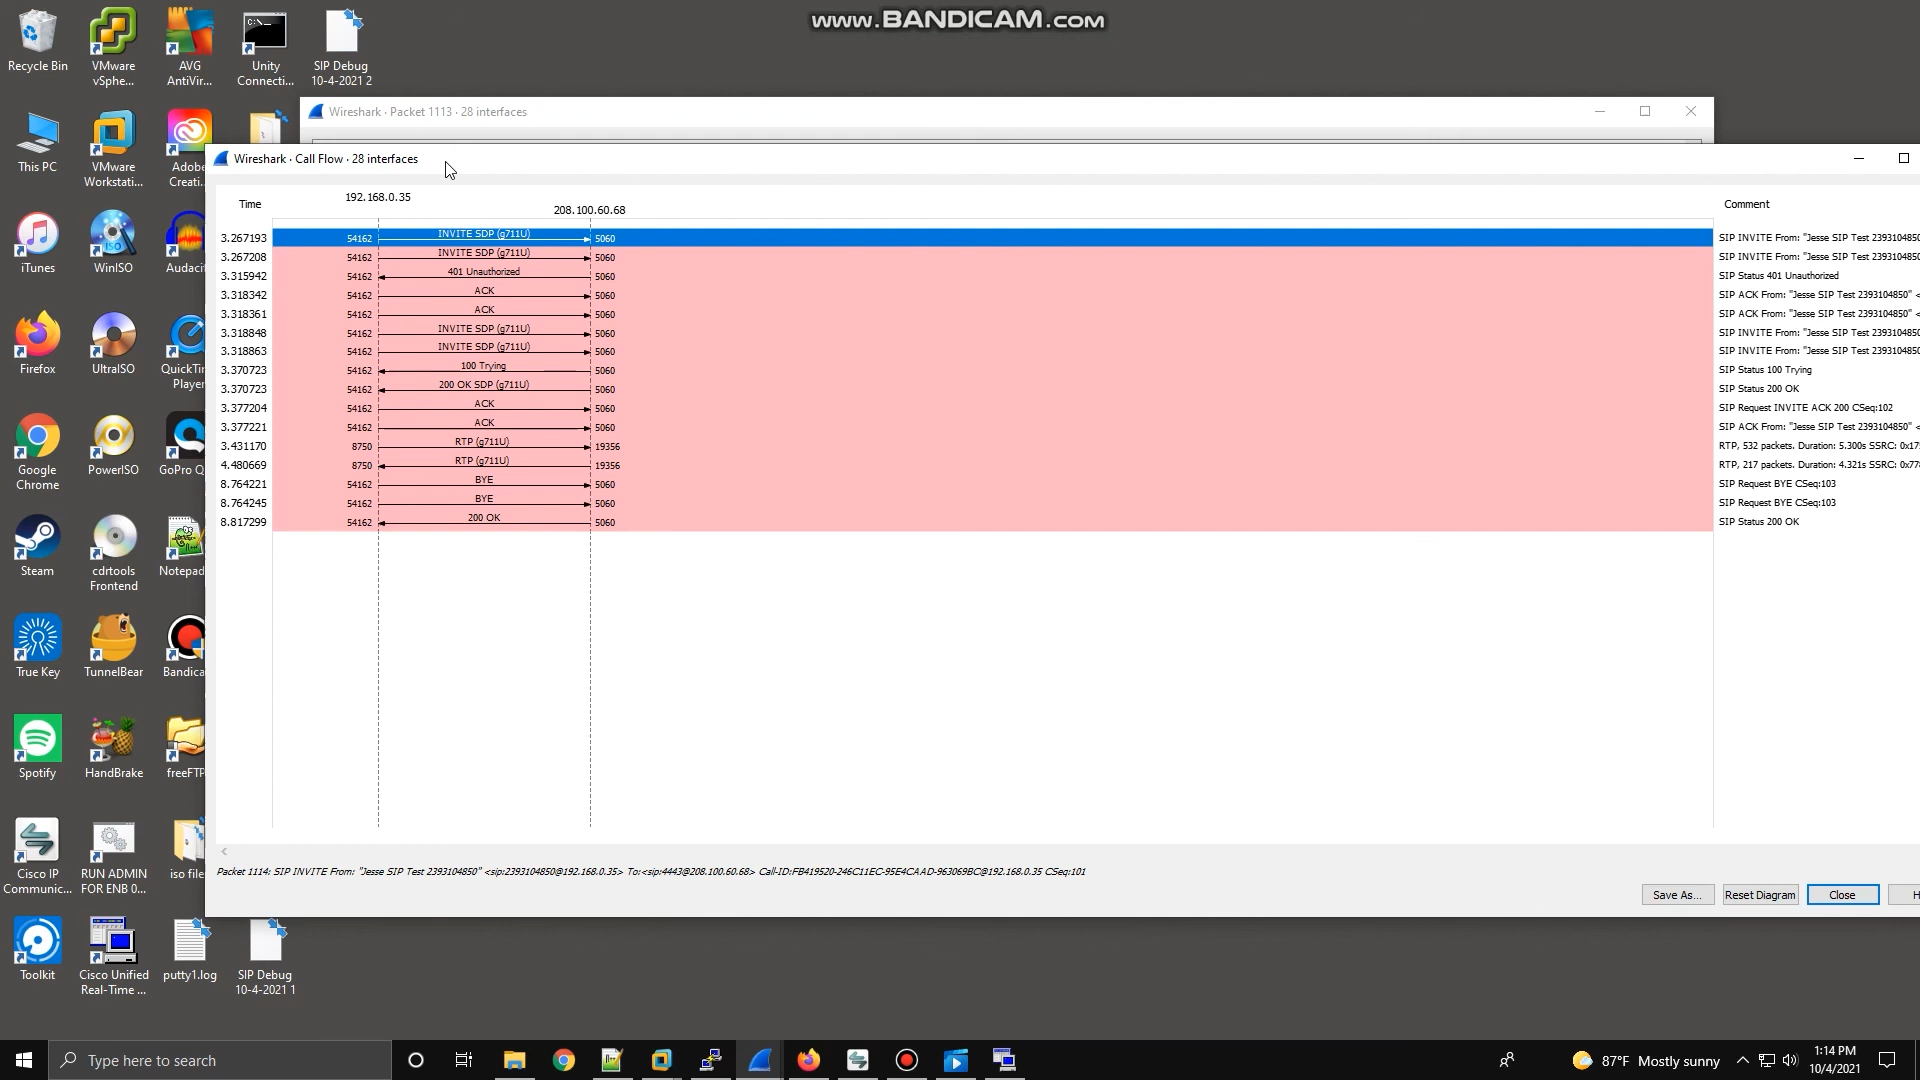 www.BANDICAM.com
Recycle Bin
VMware
vSphe...
AVG
AntiVir...
Unity
Connecti...
SIP Debug
10-4-2021 2
This PC
VMware
Workstati...
Adobe
Creati...
iTunes
WinISO
Audacit
Firefox
UltraISO
QuickTim
Player
Google
Chrome
PowerISO
GoPro Q
Steam
cdrtools
Frontend
Notepad
True Key
TunnelBear
Bandica
Spotify
HandBrake
freeFTP
Cisco IP
Communic...
RUN ADMIN
FOR ENB 0...
iso file
Toolkit
Cisco Unified
Real-Time ...
putty1.log
SIP Debug
10-4-2021 1
Wireshark · Packet 1113 · 28 interfaces
Wireshark · Call Flow · 28 interfaces
Time 192.168.0.35 208.100.60.68 Comment
3.267193 54162 INVITE SDP (g711U) 5060 SIP INVITE From: "Jesse SIP Test 2393104850
3.267208 54162 INVITE SDP (g711U) 5060 SIP INVITE From: "Jesse SIP Test 2393104850
3.315942 54162 401 Unauthorized 5060 SIP Status 401 Unauthorized
3.318342 54162 ACK 5060 SIP ACK From: "Jesse SIP Test 2393104850" <
3.318361 54162 ACK 5060 SIP ACK From: "Jesse SIP Test 2393104850" <
3.318848 54162 INVITE SDP (g711U) 5060 SIP INVITE From: "Jesse SIP Test 2393104850
3.318863 54162 INVITE SDP (g711U) 5060 SIP INVITE From: "Jesse SIP Test 2393104850
3.370723 54162 100 Trying 5060 SIP Status 100 Trying
3.370723 54162 200 OK SDP (g711U) 5060 SIP Status 200 OK
3.377204 54162 ACK 5060 SIP Request INVITE ACK 200 CSeq:102
3.377221 54162 ACK 5060 SIP ACK From: "Jesse SIP Test 2393104850" <
3.431170 8750 RTP (g711U) 19356 RTP, 532 packets. Duration: 5.300s SSRC: 0x17
4.480669 8750 RTP (g711U) 19356 RTP, 217 packets. Duration: 4.321s SSRC: 0x77
8.764221 54162 BYE 5060 SIP Request BYE CSeq:103
8.764245 54162 BYE 5060 SIP Request BYE CSeq:103
8.817299 54162 200 OK 5060 SIP Status 200 OK
Packet 1114: SIP INVITE From: "Jesse SIP Test 2393104850" <sip:2393104850@192.168.0.35> To:<sip:4443@208.100.60.68> Call-ID:FB419520-246C11EC-95E4CAAD-963069BC@192.168.0.35 CSeq:101
Save As... Reset Diagram Close H
Type here to search
87°F Mostly sunny
1:14 PM
10/4/2021